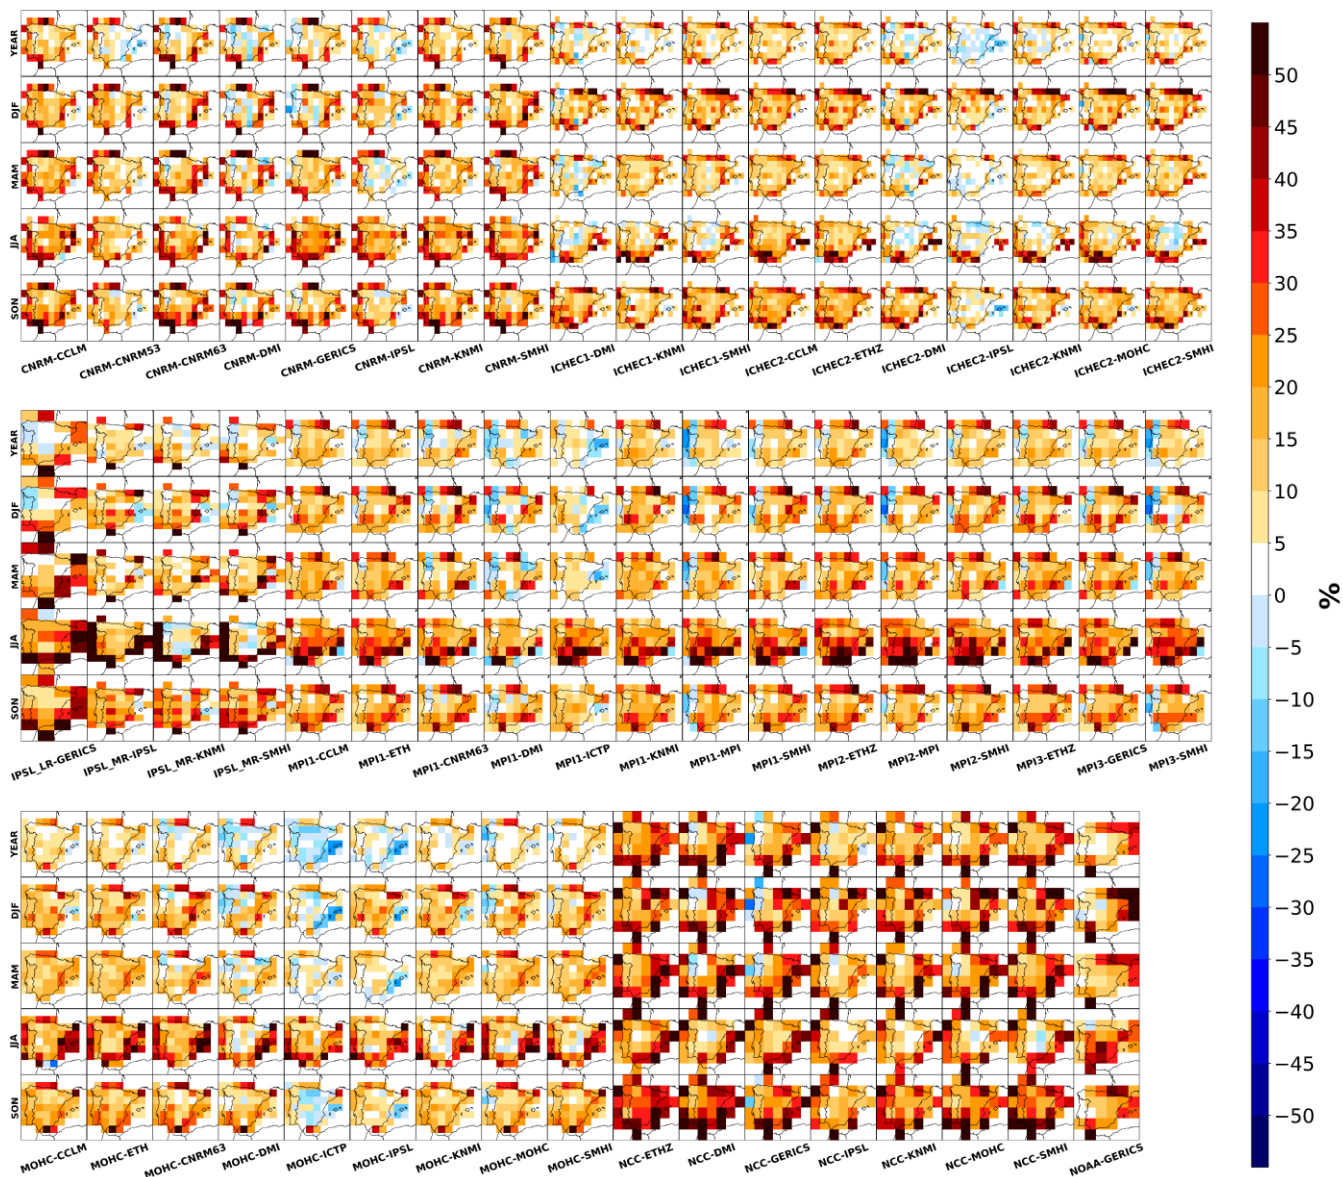 YEAR
DJF
MAM
JJA
SON
CNRM-CCLM
CNRM-CNRM53
CNRM-CNRM63
CNRM-DMI
CNRM-GERICS
CNRM-IPSL
CNRM-KNMI
CNRM-SMHI
ICHEC1-DMI
ICHEC1-KNMI
ICHEC1-SMHI
ICHEC2-CCLM
ICHEC2-ETHZ
ICHEC2-DMI
ICHEC2-IPSL
ICHEC2-KNMI
ICHEC2-MOHC
ICHEC2-SMHI
YEAR
DJF
MAM
JJA
SON
IPSL_LR-GERICS
IPSL_MR-IPSL
IPSL_MR-KNMI
IPSL_MR-SMHI
MPI1-CCLM
MPI1-ETH
MPI1-CNRM63
MPI1-DMI
MPI1-ICTP
MPI1-KNMI
MPI1-MPI
MPI1-SMHI
MPI2-ETHZ
MPI2-MPI
MPI2-SMHI
MPI3-ETHZ
MPI3-GERICS
MPI3-SMHI
YEAR
DJF
MAM
JJA
SON
MOHC-CCLM
MOHC-ETH
MOHC-CNRM63
MOHC-DMI
MOHC-ICTP
MOHC-IPSL
MOHC-KNMI
MOHC-MOHC
MOHC-SMHI
NCC-ETHZ
NCC-DMI
NCC-GERICS
NCC-IPSL
NCC-KNMI
NCC-MOHC
NCC-SMHI
NOAA-GERICS
50
45
40
35
30
25
20
15
10
5
0
−5
−10
−15
−20
−25
−30
−35
−40
−45
−50
%